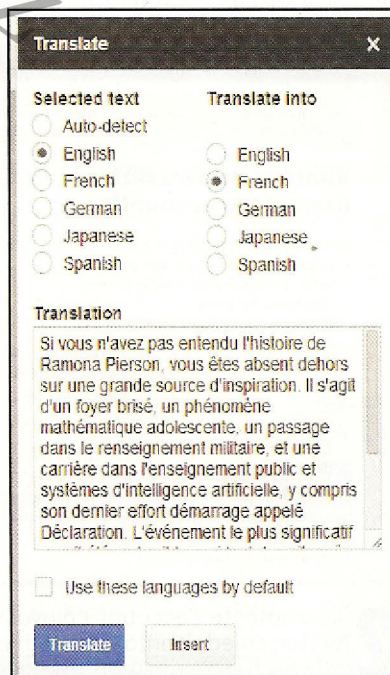 Translate x
Selected text Translate into
Auto-detect
English English
French French
German German
Japanese Japanese
Spanish Spanish
Translation
Si vous n'avez pas entendu l'histoire de
Ramona Pierson, vous êtes absent dehors
sur une grande source d'inspiration. Il s'agit
d'un foyer brisé, un phénomène
mathématique adolescente, un passage
dans le renseignement militaire, et une
carrière dans l'enseignement public et
systèmes d'intelligence artificielle, y compris
son dernier effort démarrage appelé
Déclaration. L'événement le plus significatif
Use these languages by default
Translate Insert